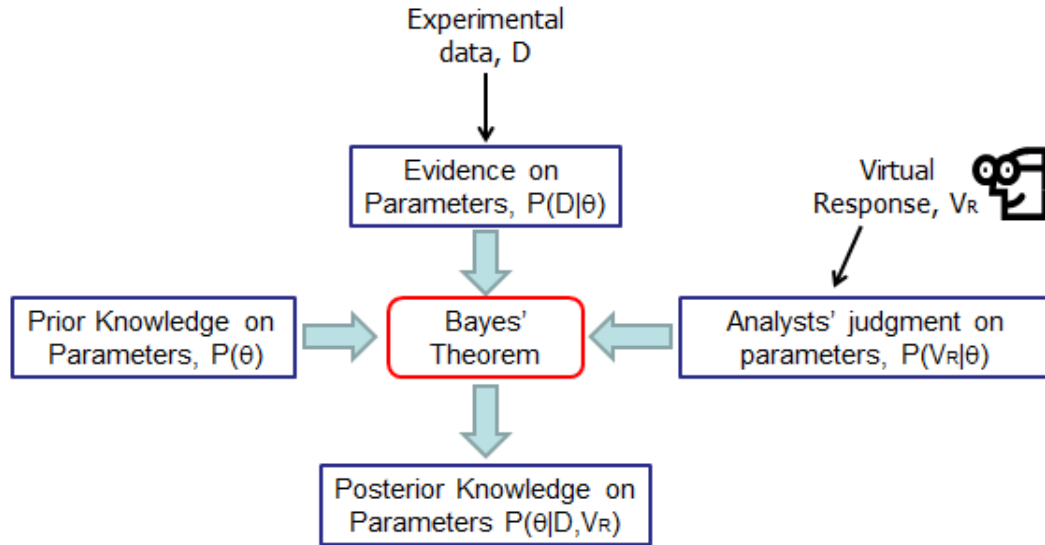 Experimental
data, D
Evidence on
Parameters, P(D|θ)
Virtual
Response, VR
Prior Knowledge on
Parameters, P(θ)
Bayes’
Theorem
Analysts’ judgment on
parameters, P(VR|θ)
Posterior Knowledge on
Parameters P(θ|D,VR)